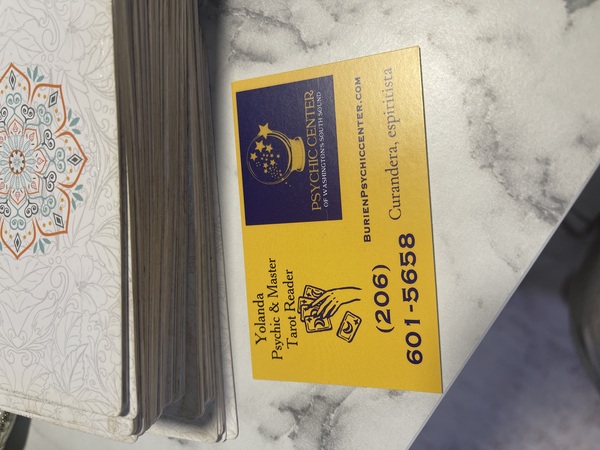 Yolanda
Psychic & Master
Tarot Reader
PSYCHIC CENTER
OF WASHINGTON'S SOUTH SOUND
(206)
601-5658
BURIENPSYCHICCENTER.COM
Curandera, espiritista